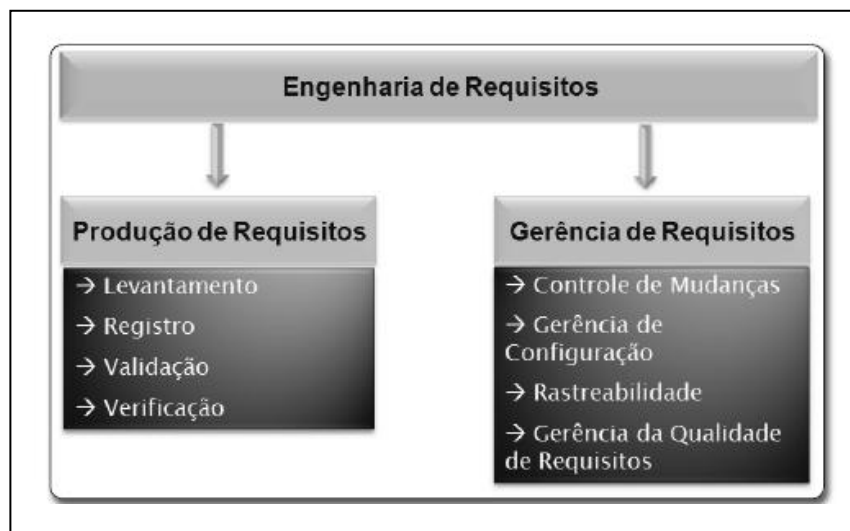 Engenharia de Requisitos
Produção de Requisitos
→ Levantamento
→ Registro
→ Validação
→ Verificação
Gerência de Requisitos
→ Controle de Mudanças
→ Gerência de
Configuração
→ Rastreabilidade
→ Gerência da Qualidade
de Requisitos